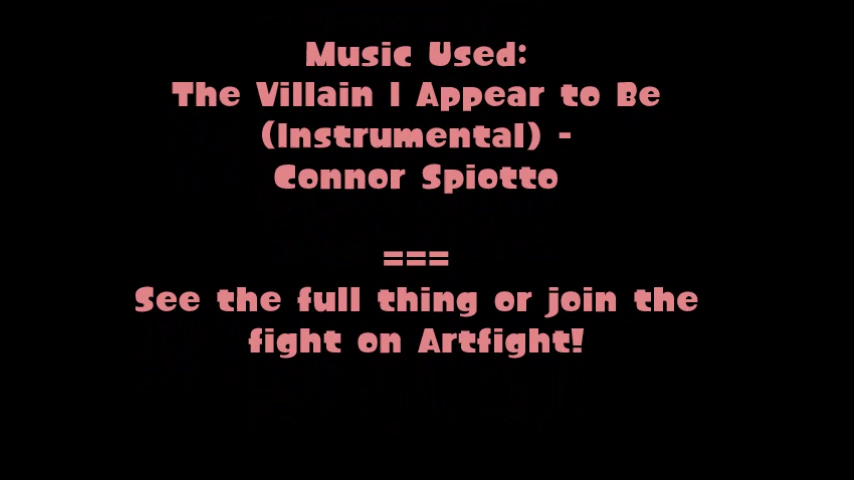 Music Used:
The Villain I Appear to Be
(Instrumental) -
Connor Spiotto
===
See the full thing or join the
fight on Artfight!